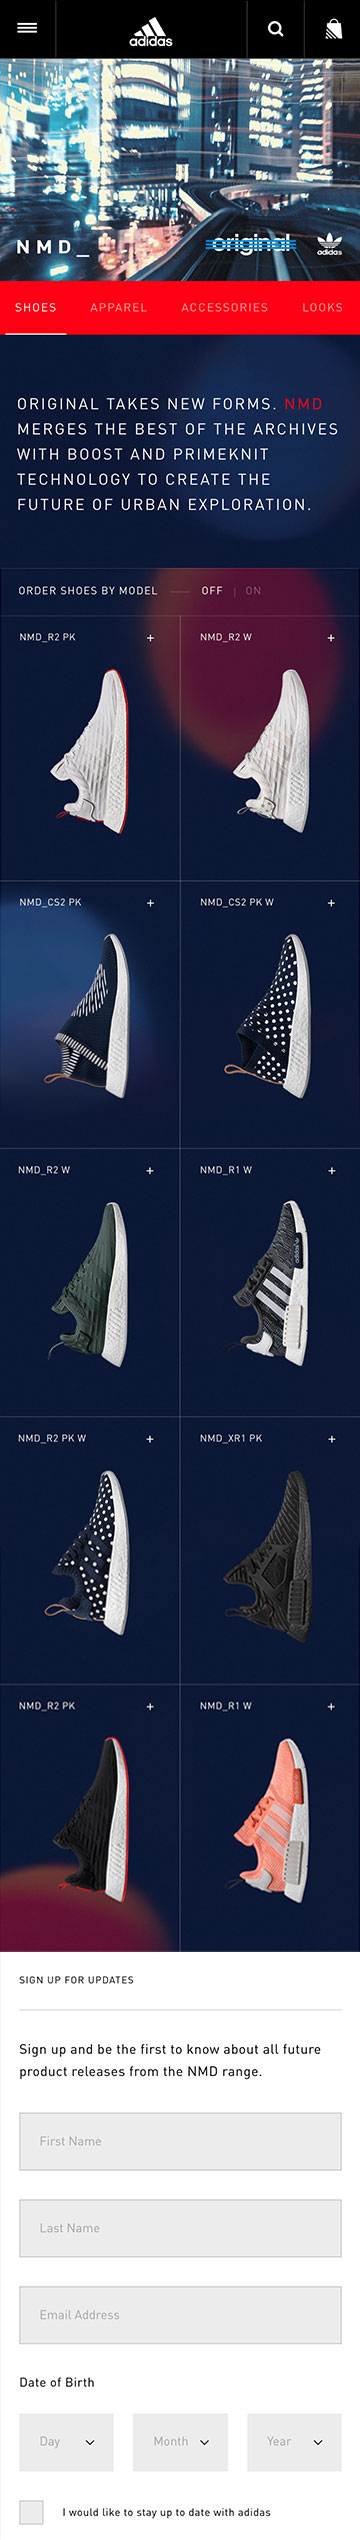 adidas
NMD_
original
adidas
SHOES APPAREL ACCESSORIES LOOKS
ORIGINAL TAKES NEW FORMS. NMD
MERGES THE BEST OF THE ARCHIVES
WITH BOOST AND PRIMEKNIT
TECHNOLOGY TO CREATE THE
FUTURE OF URBAN EXPLORATION.
ORDER SHOES BY MODEL — OFF | ON
NMD_R2 PK +
NMD_R2 W +
NMD_CS2 PK +
NMD_CS2 PK W +
NMD_R2 W +
NMD_R1 W +
NMD_R2 PK W +
NMD_XR1 PK +
NMD_R2 PK +
NMD_R1 W +
SIGN UP FOR UPDATES
Sign up and be the first to know about all future
product releases from the NMD range.
First Name
Last Name
Email Address
Date of Birth
Day Month Year
I would like to stay up to date with adidas